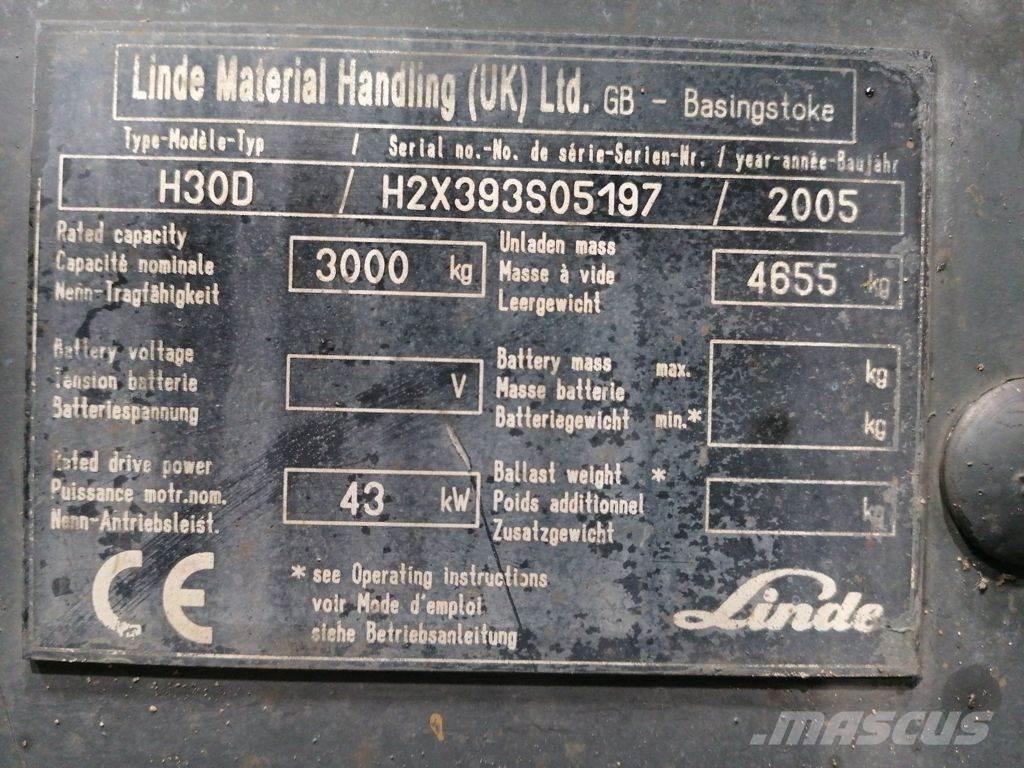 Linde Material Handling (UK) Ltd. GB - Basingstoke
Type-Modèle-Typ / Serial no.-No. de série-Serien-Nr. / year-année-Baujahr
H30D / H2X393S05197 / 2005
Rated capacity
Capacité nominale
Nenn-Tragfähigkeit
3000 kg
Unladen mass
Masse à vide
Leergewicht
4655 kg
Battery voltage
Tension batterie
Batteriespannung
V
Battery mass max.
Masse batterie
Batteriegewicht min.*
kg
kg
Rated drive power
Puissance motr.nom.
Nenn-Antriebsleist.
43 kW
Ballast weight *
Poids additionnel
Zusatzgewicht
kg
CE
* see Operating instructions
voir Mode d'emploi
siehe Betriebsanleitung
Linde
MASCUS